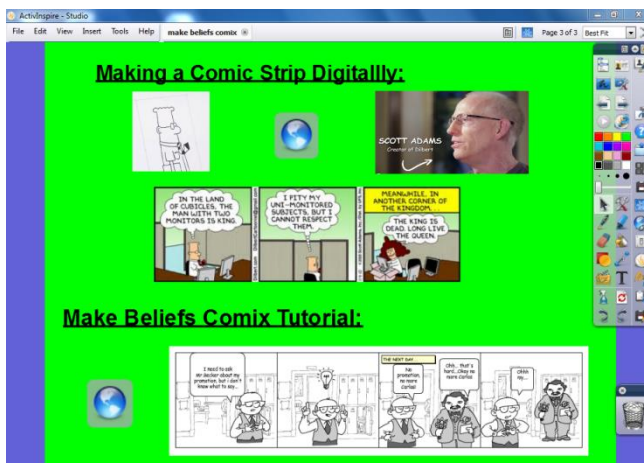 ActivInspire - Studio
File Edit View Insert Tools Help make beliefs comix Page 3 of 3 Best Fit
Making a Comic Strip Digitallly:
SCOTT ADAMS
Creator of Dilbert
IN THE LAND
OF CUBICLES, THE
MAN WITH TWO
MONITORS IS KING.
I PITY MY
UNI-MONITORED
SUBJECTS, BUT I
CANNOT RESPECT
THEM.
MEANWHILE, IN
ANOTHER CORNER OF
THE KINGDOM...
THE KING IS
DEAD. LONG LIVE
THE QUEEN.
Make Beliefs Comix Tutorial:
I need to ask
Mr Becker about my
promotion, but i don't
know what to say...
THE NEXT DAY...
No
promotion,
no more
Carlos!
Ohh.. that's
hard...Okay no
more carlos
Ohhh